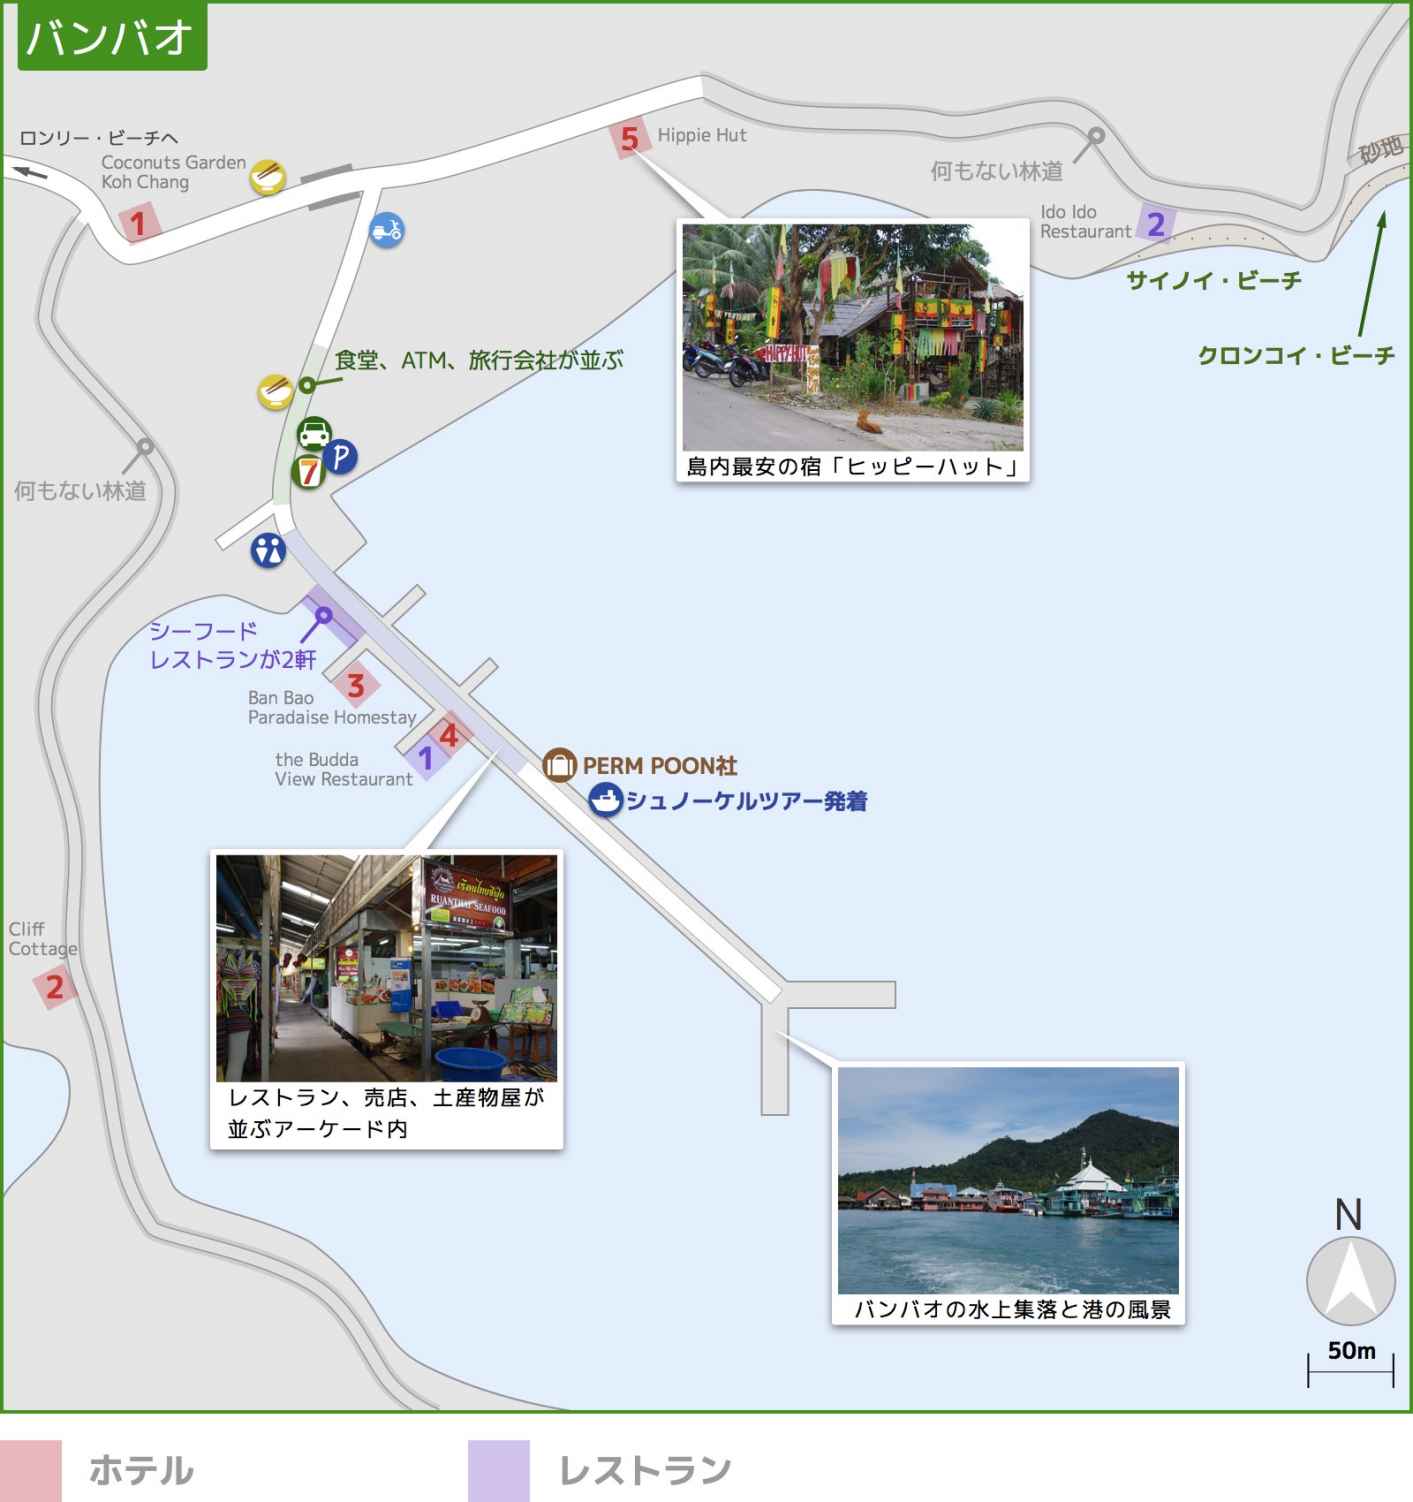 バンバオ
ロンリー・ビーチへ
Coconuts Garden
Koh Chang
1
5
Hippie Hut
何もない林道
砂地
Ido Ido
Restaurant
2
サイノイ・ビーチ
クロンコイ・ビーチ
島内最安の宿「ヒッピーハット」
食堂、ATM、旅行会社が並ぶ
P
7
何もない林道
シーフード
レストランが2軒
3
Ban Bao
Paradaise Homestay
4
the Budda
View Restaurant
1
PERM POON社
シュノーケルツアー発着
RUANTHAI SEAFOOD
レストラン、売店、土産物屋が
並ぶアーケード内
Cliff
Cottage
2
バンバオの水上集落と港の風景
N
50m
ホテル
レストラン